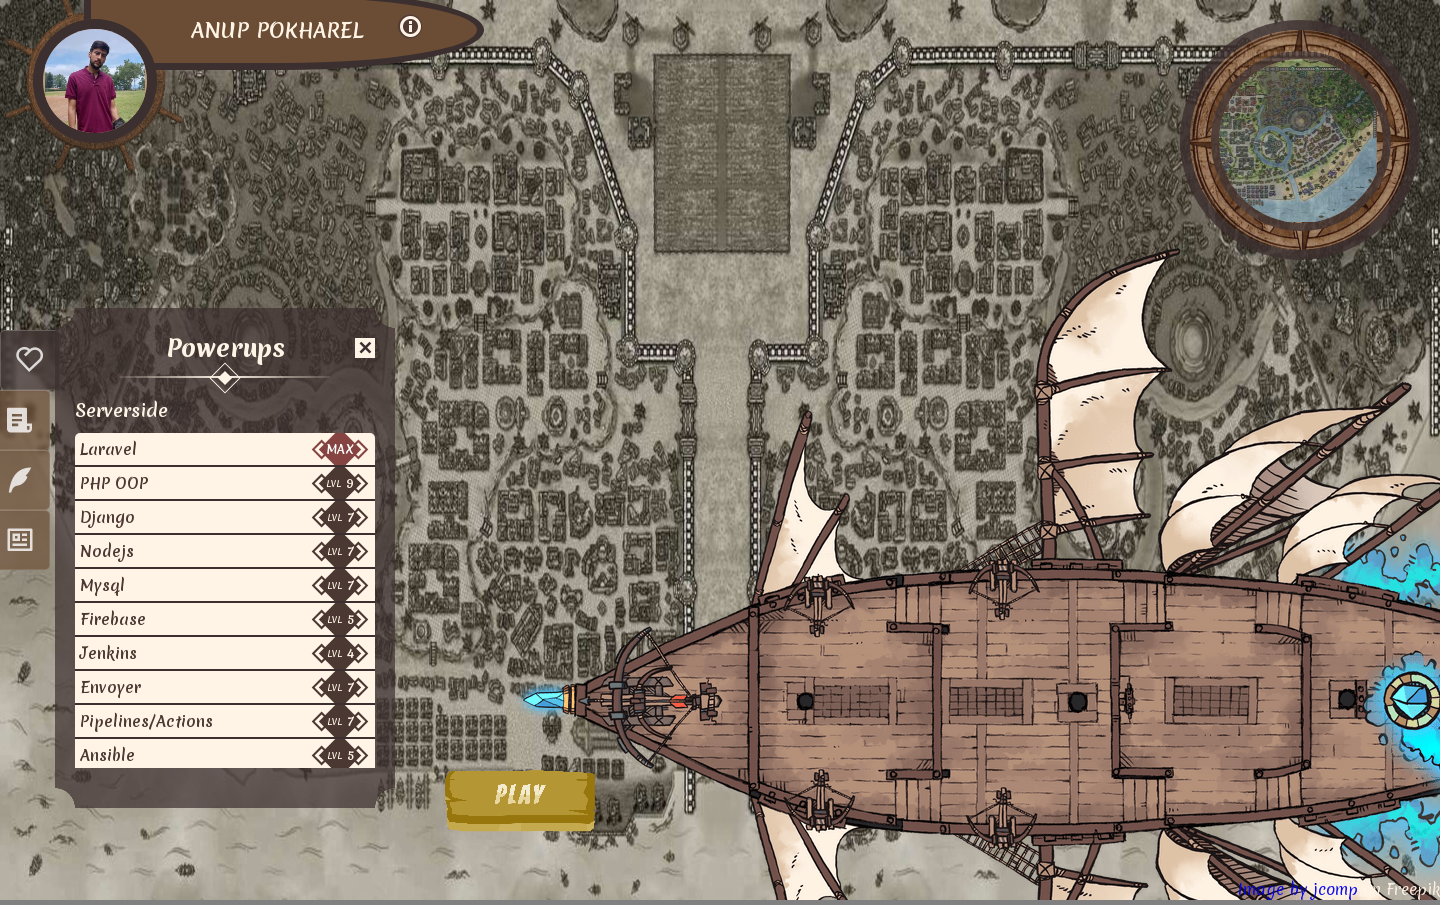 ANUP POKHAREL
Powerups
Serverside
Laravel MAX
PHP OOP LVL 9
Django LVL 7
Nodejs LVL 7
Mysql LVL 7
Firebase LVL 5
Jenkins LVL 4
Envoyer LVL 7
Pipelines/Actions LVL 7
Ansible LVL 5
PLAY
Image by jcomp on Freepik